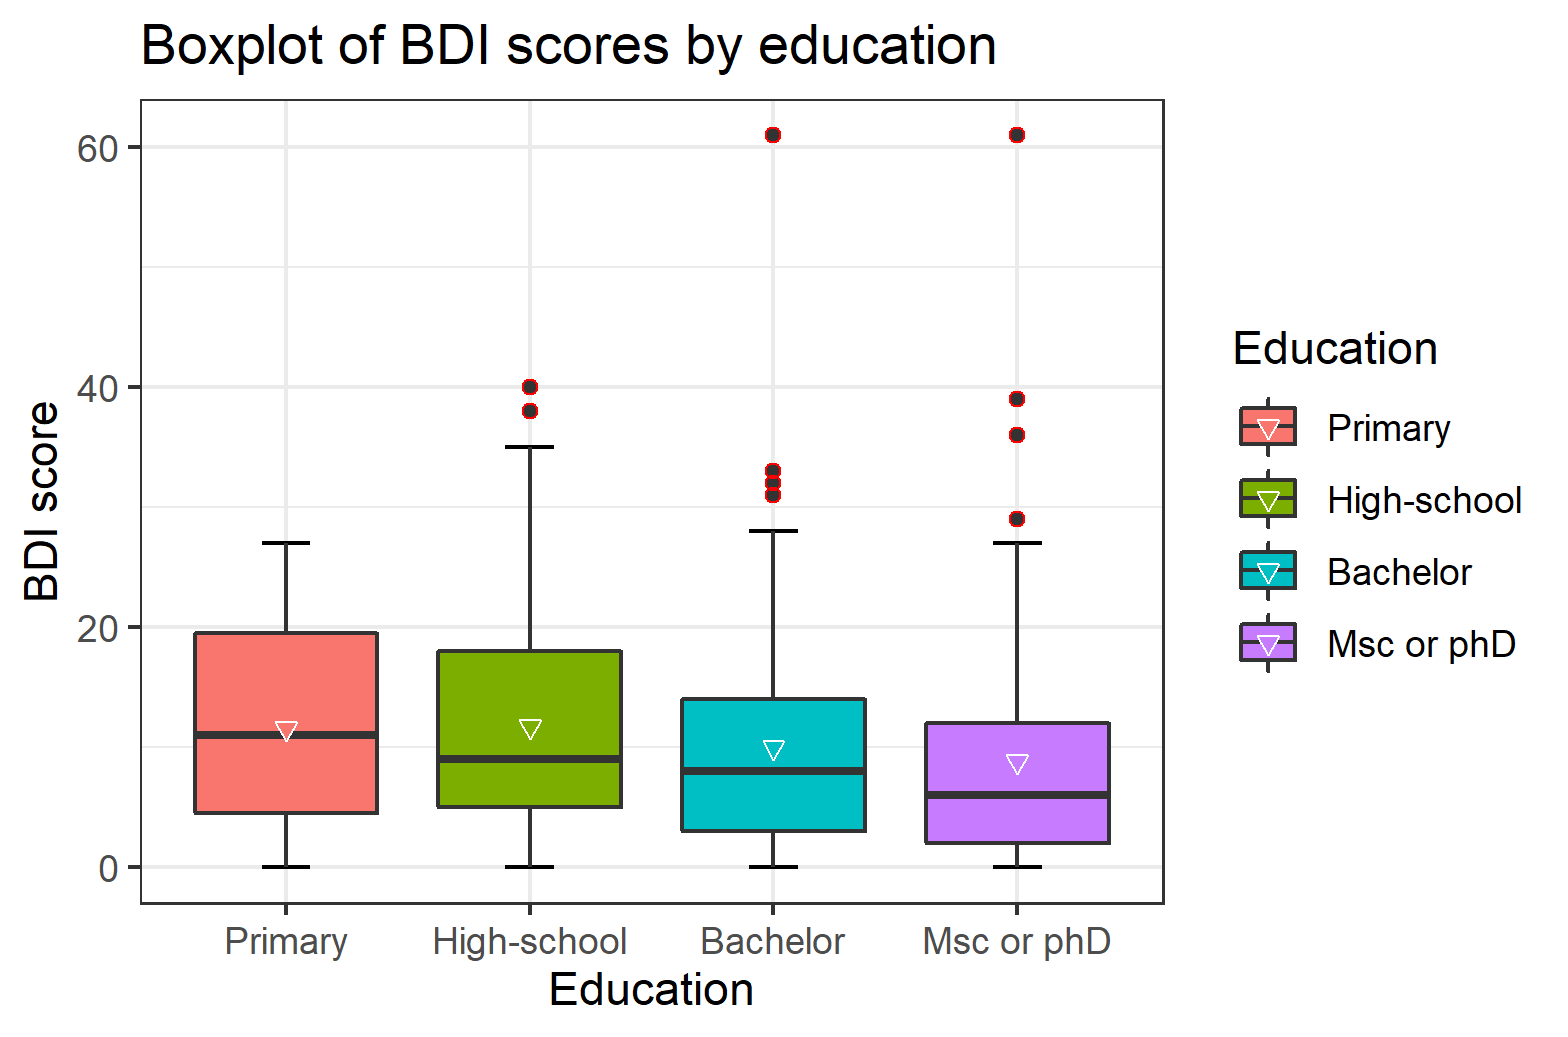 Boxplot of BDI scores by education
60
40
20
0
BDI score
Primary
High-school
Bachelor
Msc or phD
Education
Education
Primary
High-school
Bachelor
Msc or phD